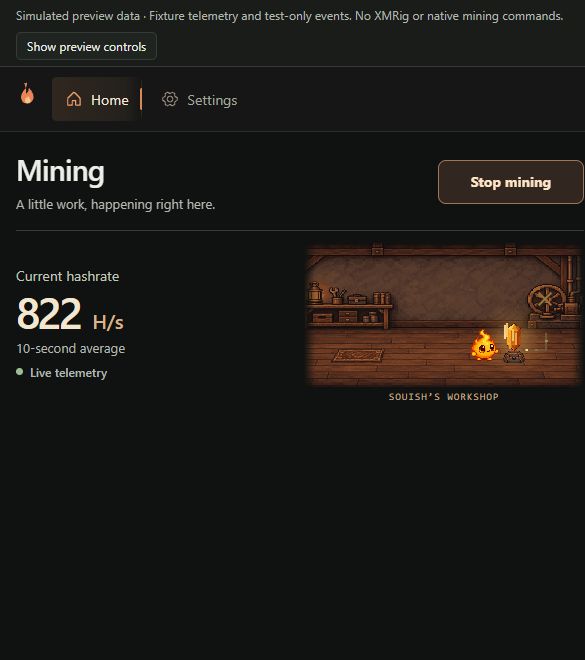 Simulated preview data · Fixture telemetry and test-only events. No XMRig or native mining commands.
Show preview controls
Home
Settings
Mining
Stop mining
A little work, happening right here.
Current hashrate
822 H/s
10-second average
Live telemetry
SQUISH'S WORKSHOP